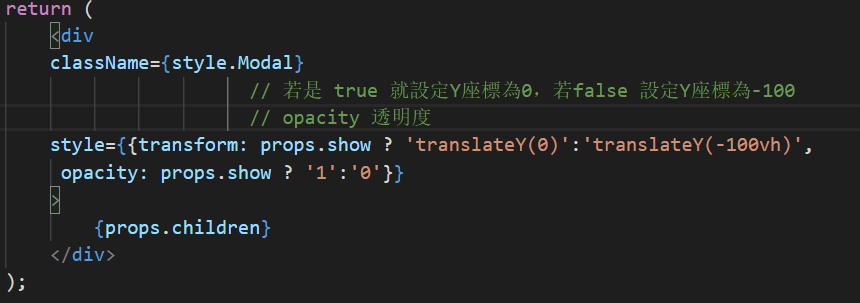 return (
<div
className={style.Modal}
// 若是 true 就設定Y座標為0，若false 設定Y座標為-100
// opacity 透明度
style={{transform: props.show ? 'translateY(0)':'translateY(-100vh)',
opacity: props.show ? '1':'0'}}
>
{props.children}
</div>
);